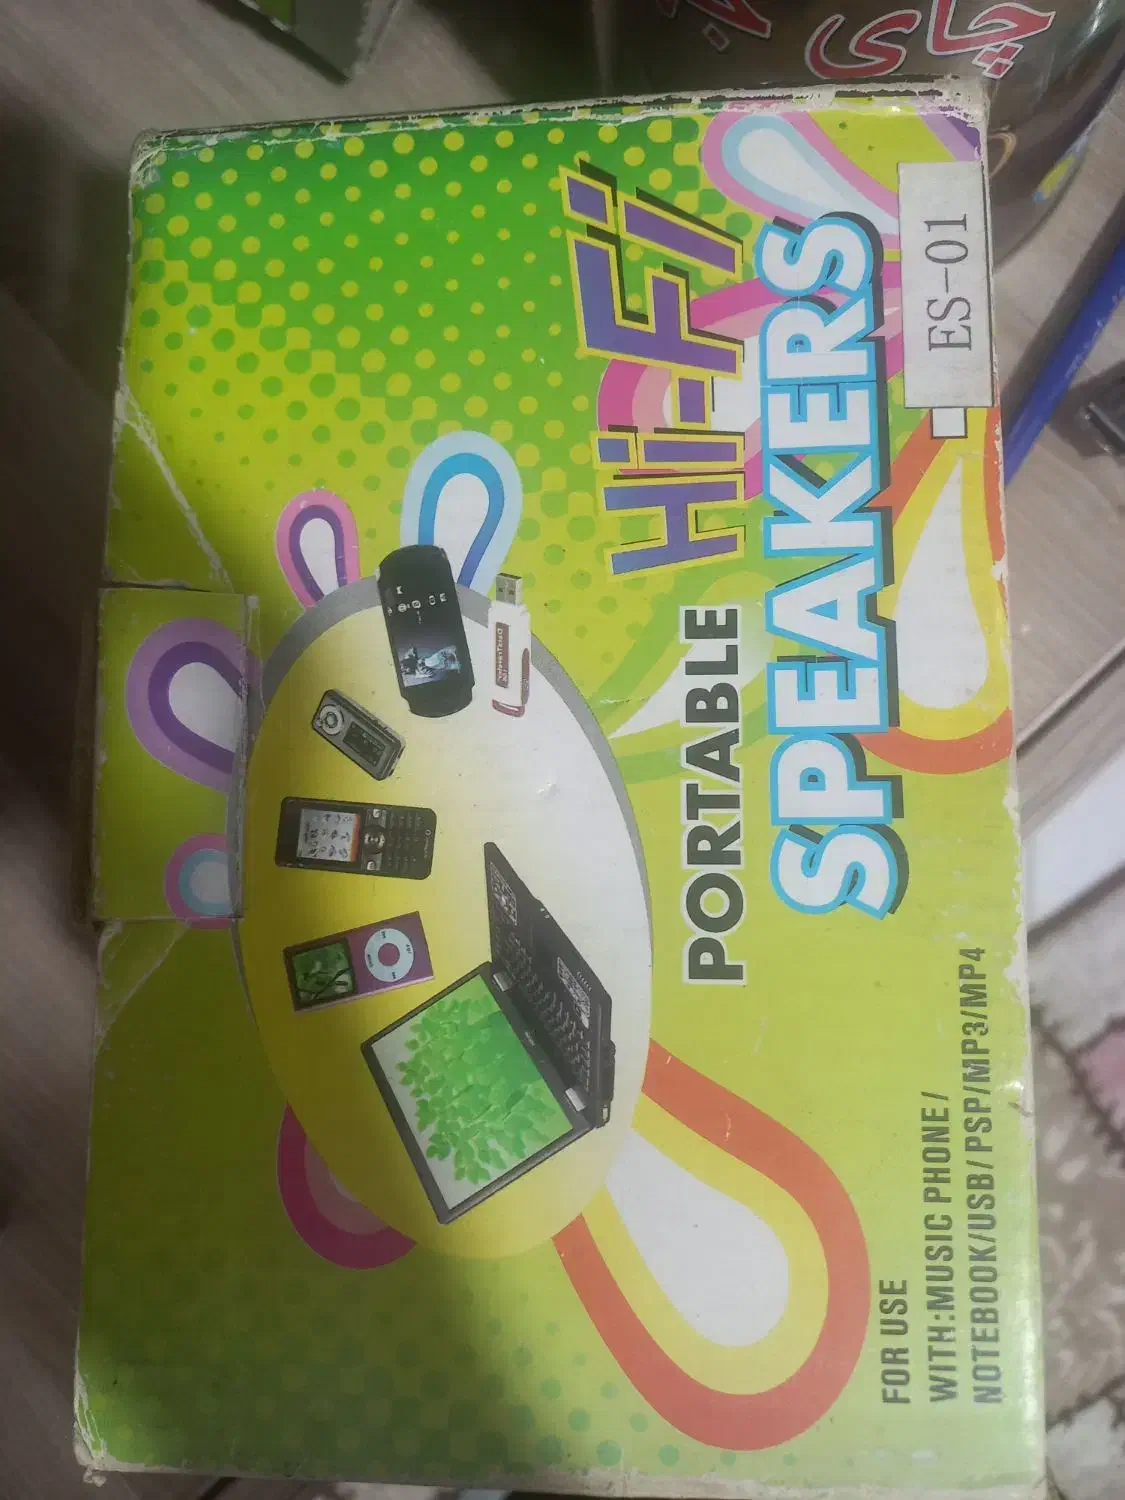 چای
ES-01
Hi-Fi
PORTABLE
SPEAKERS
FOR USE
WITH:MUSIC PHONE/
NOTEBOOK/USB/PSP/MP3/MP4